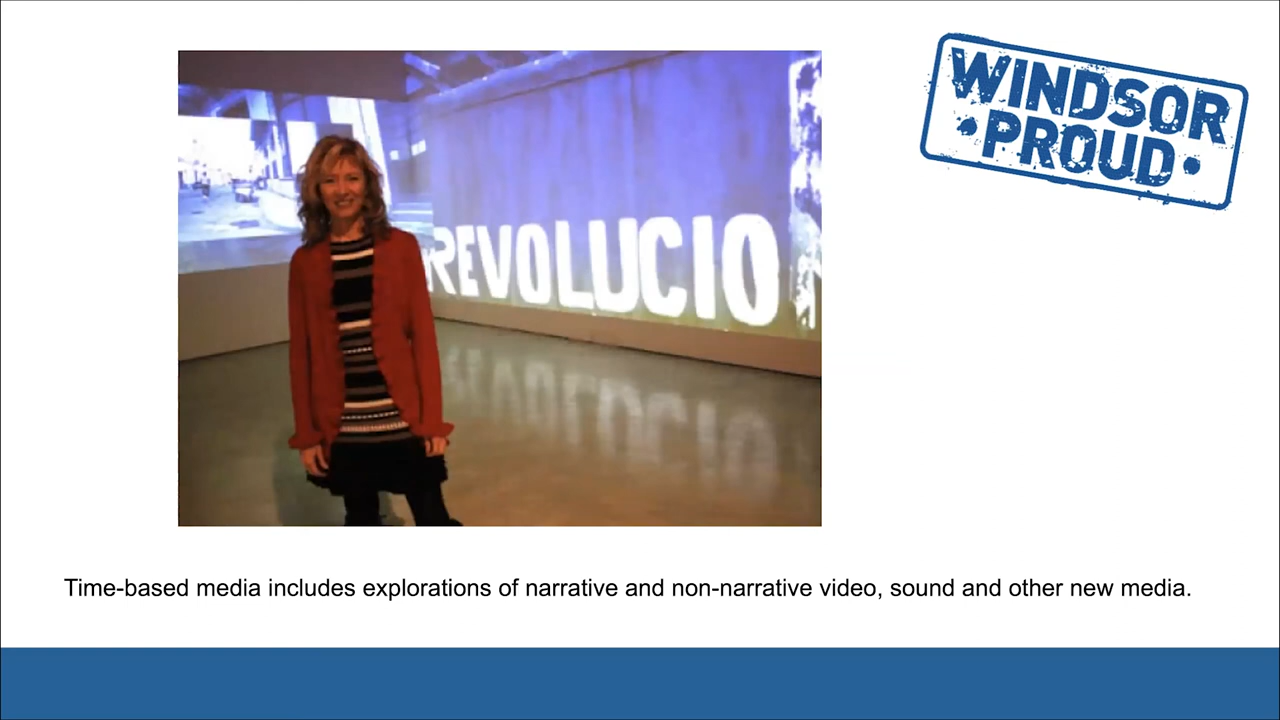 WINDSOR
• PROUD •
REVOLUCIO
Time-based media includes explorations of narrative and non-narrative video, sound and other new media.